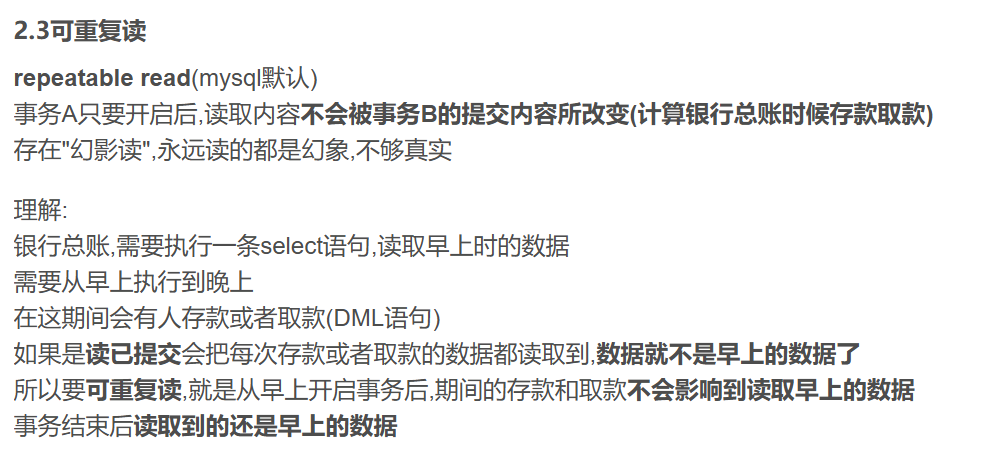 2.3可重复读
repeatable read(mysql默认)
事务A只要开启后,读取内容不会被事务B的提交内容所改变(计算银行总账时候存款取款)
存在"幻影读",永远读的都是幻象,不够真实
理解:
银行总账,需要执行一条select语句,读取早上时的数据
需要从早上执行到晚上
在这期间会有人存款或者取款(DML语句)
如果是读已提交会把每次存款或者取款的数据都读取到,数据就不是早上的数据了
所以要可重复读,就是从早上开启事务后,期间的存款和取款不会影响到读取早上的数据
事务结束后读取到的还是早上的数据